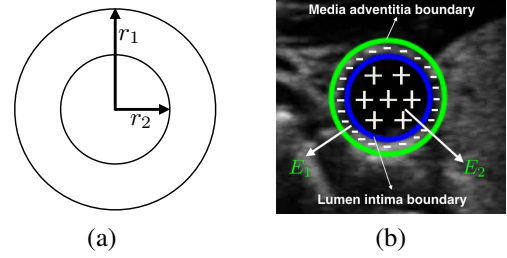 Media adventitia boundary
r₁
r₂
E₁
E₂
Lumen intima boundary
(a)
(b)